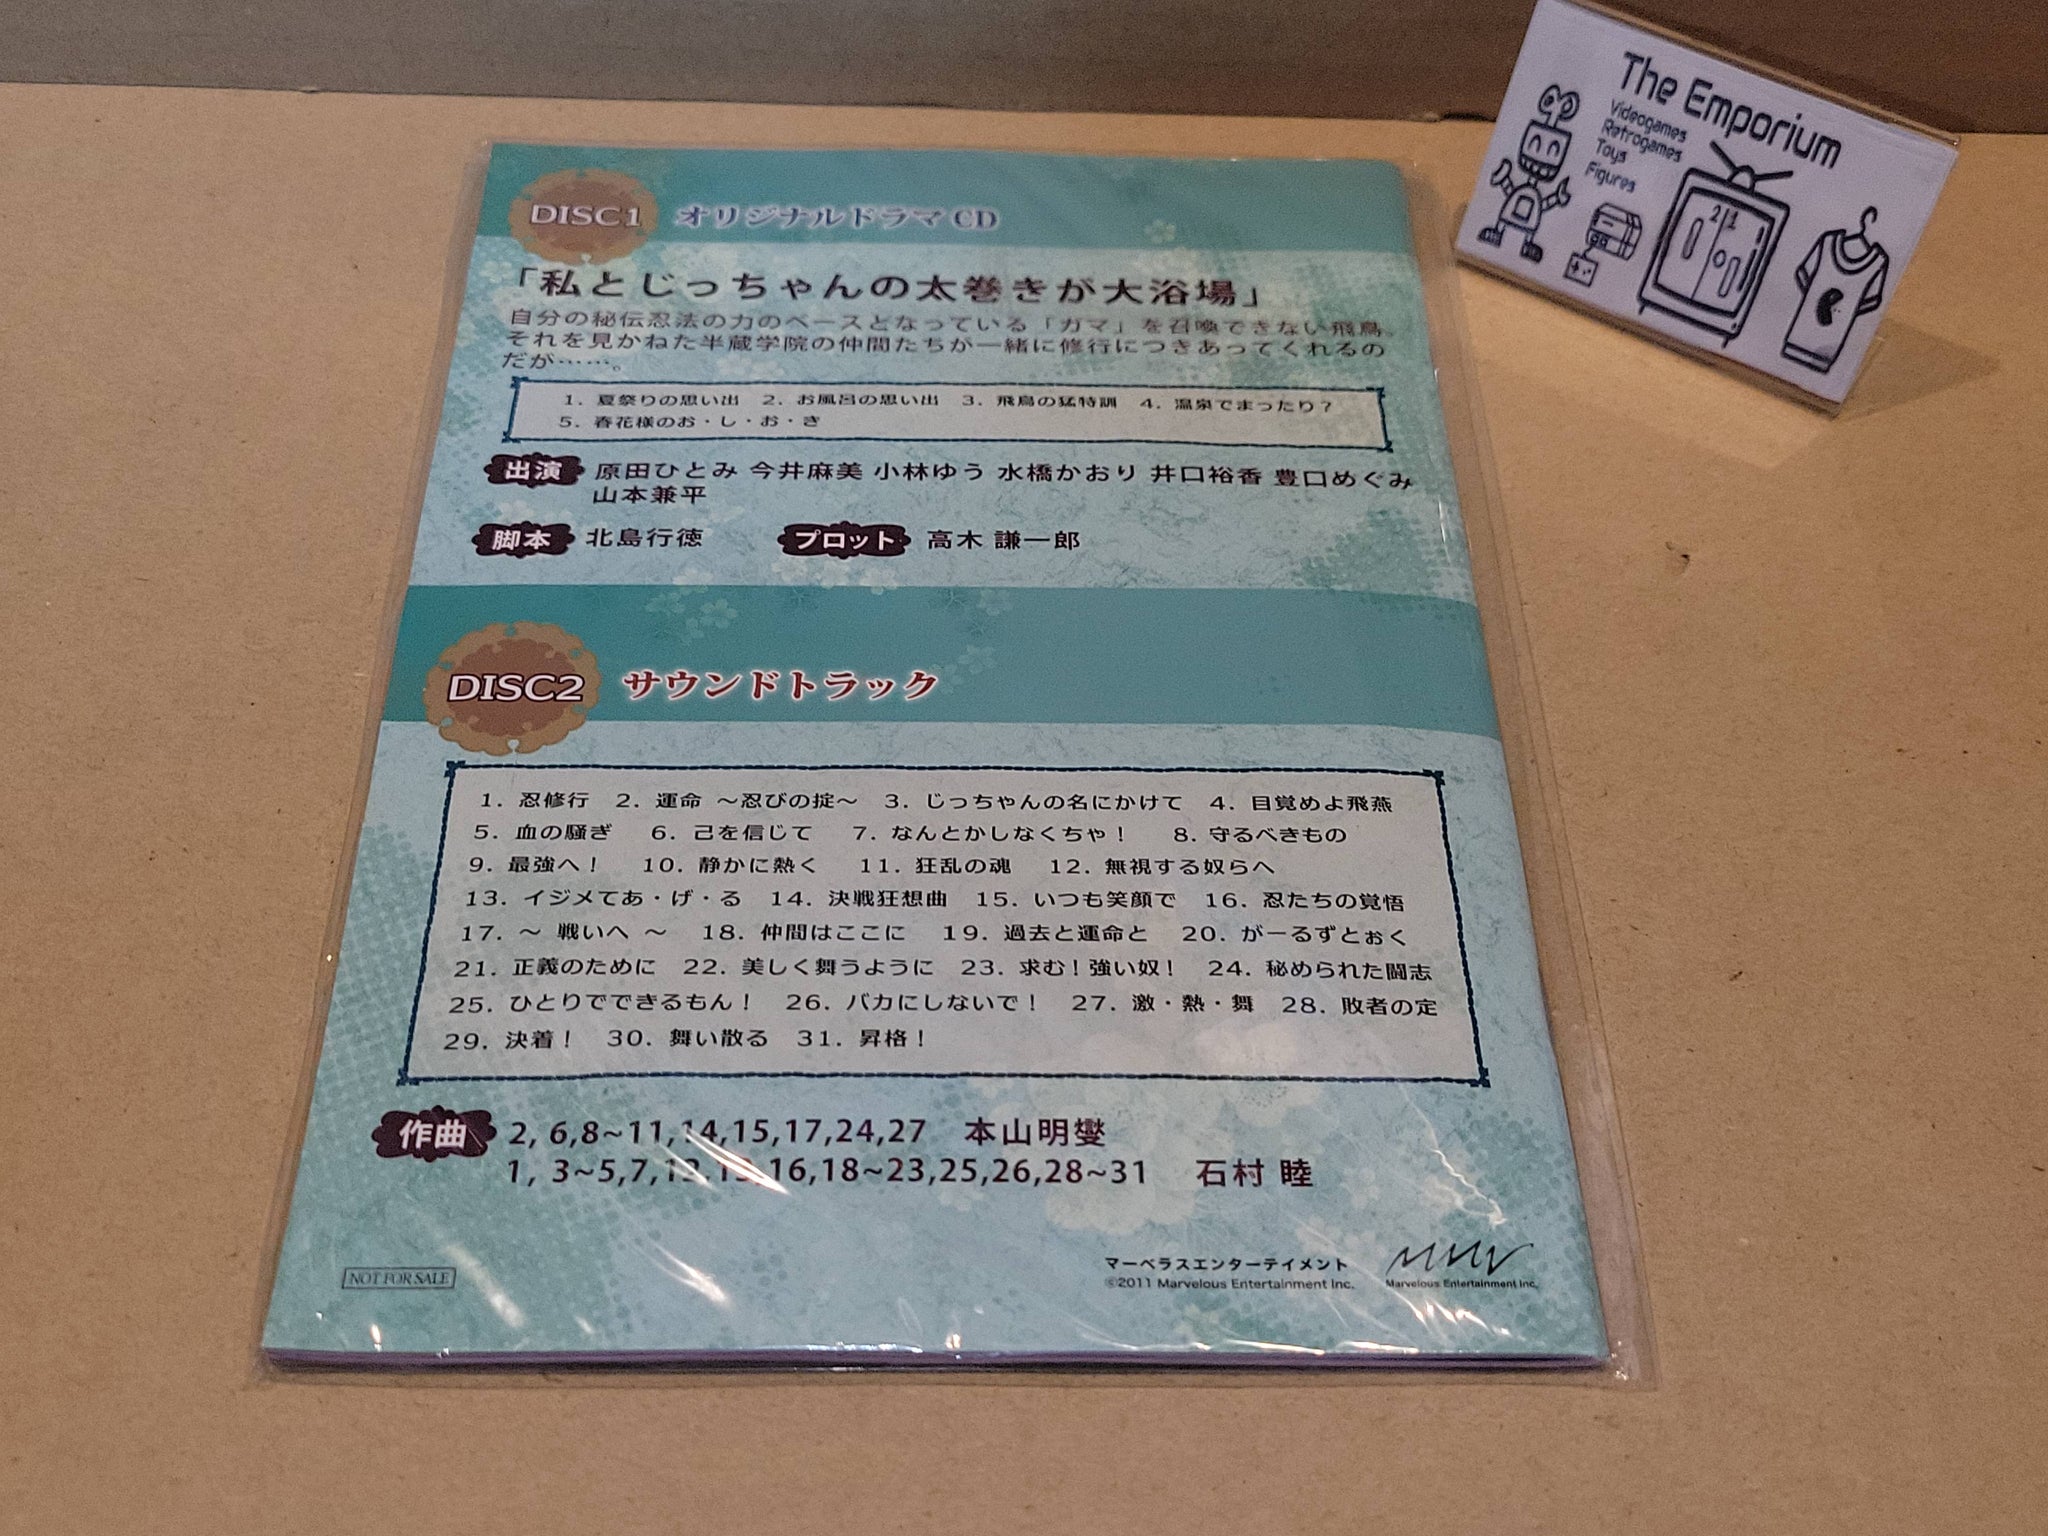 The Emporium
Videogames
Retrogames
Toys
Figures
DISC1 オリジナルドラマCD
「私とじっちゃんの太巻きが大浴場」
自分の秘伝忍法の力のベースとなっている「ガマ」を召喚できない飛鳥。
それを見かねた半蔵学院の仲間たちが一緒に修行につきあってくれるの
だが……。
1. 夏祭りの思い出 2. お風呂の思い出 3. 飛鳥の猛特訓 4. 温泉でまったり？
5. 春花様のお・し・お・き
出演 原田ひとみ 今井麻美 小林ゆう 水橋かおり 井口裕香 豊口めぐみ
山本兼平
脚本 北島行徳 プロット 高木 謙一郎
DISC2 サウンドトラック
1. 忍修行 2. 運命 〜忍びの掟〜 3. じっちゃんの名にかけて 4. 目覚めよ飛燕
5. 血の騒ぎ 6. 己を信じて 7. なんとかしなくちゃ！ 8. 守るべきもの
9. 最強へ！ 10. 静かに熱く 11. 狂乱の魂 12. 無視する奴らへ
13. イジメてあ・げ・る 14. 決戦狂想曲 15. いつも笑顔で 16. 忍たちの覚悟
17. 〜 戦いへ 〜 18. 仲間はここに 19. 過去と運命と 20. がーるずとぉく
21. 正義のために 22. 美しく舞うように 23. 求む！強い奴！ 24. 秘められた闘志
25. ひとりでできるもん！ 26. バカにしないで！ 27. 激・熱・舞 28. 敗者の定
29. 決着！ 30. 舞い散る 31. 昇格！
作曲 2, 6,8~11,14,15,17,24,27 本山明燮
1, 3~5,7,12,13,16,18~23,25,26,28~31 石村 睦
NOT FOR SALE
マーベラスエンターテイメント
©2011 Marvelous Entertainment Inc.
Marvelous Entertainment Inc.